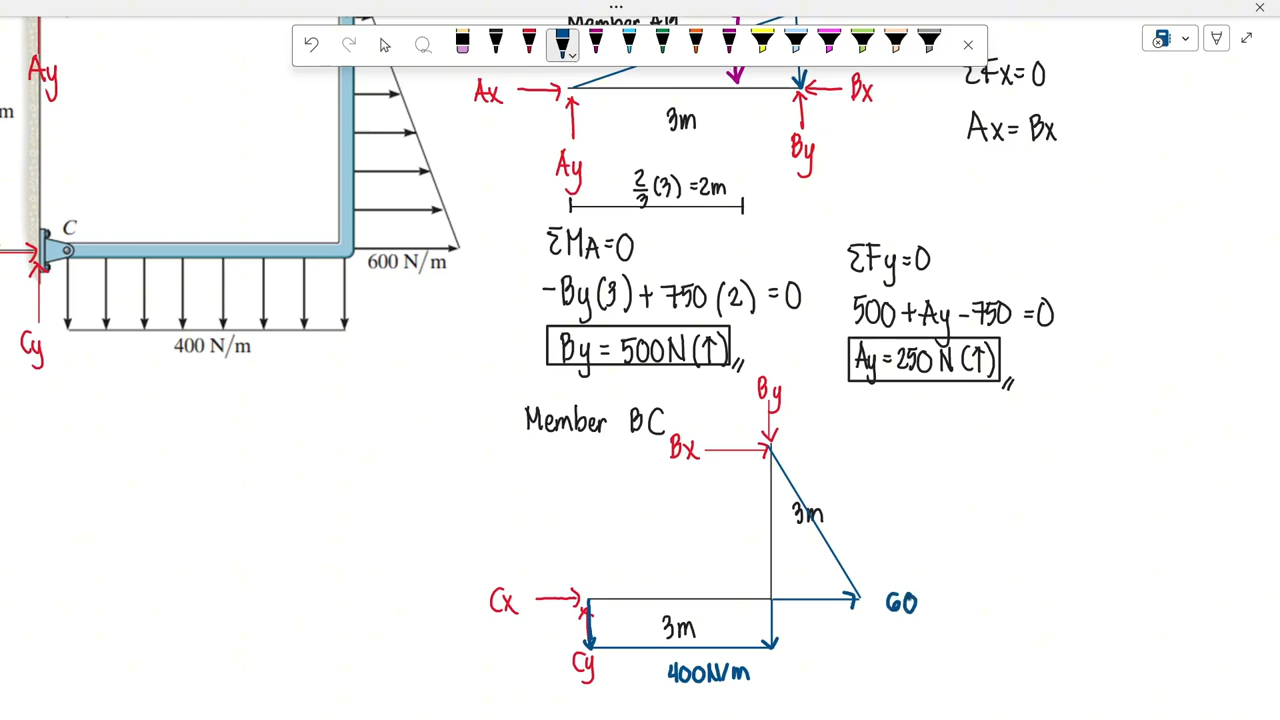 Member AB
Ay
m
C
600 N/m
Cy
400 N/m
Ax
Bx
3m
Ay
By
2/3 (3) = 2m
ΣFx=0
Ax = Bx
ΣMA=0
-By(3) + 750(2) = 0
By = 500N(↑)
ΣFy=0
500 + Ay - 750 = 0
Ay = 250 N (↑)
Member BC
By
Bx
3m
Cx
3m
Cy
400N/m
60